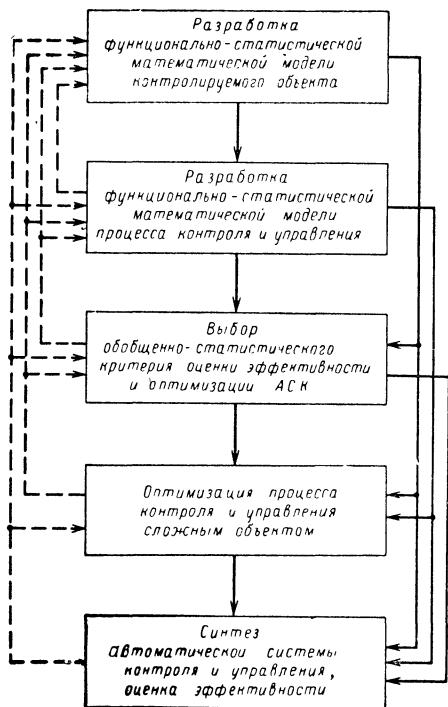 Разработка
функционально-статистической
математической модели
контролируемого объекта
Разработка
функционально-статистической
математической модели
процесса контроля и управления
Выбор
обобщенно-статистического
критерия оценки эффективности
и оптимизации АСК
Оптимизация процесса
контроля и управления
сложным объектом
Синтез
автоматической системы
контроля и управления,
оценка эффективности